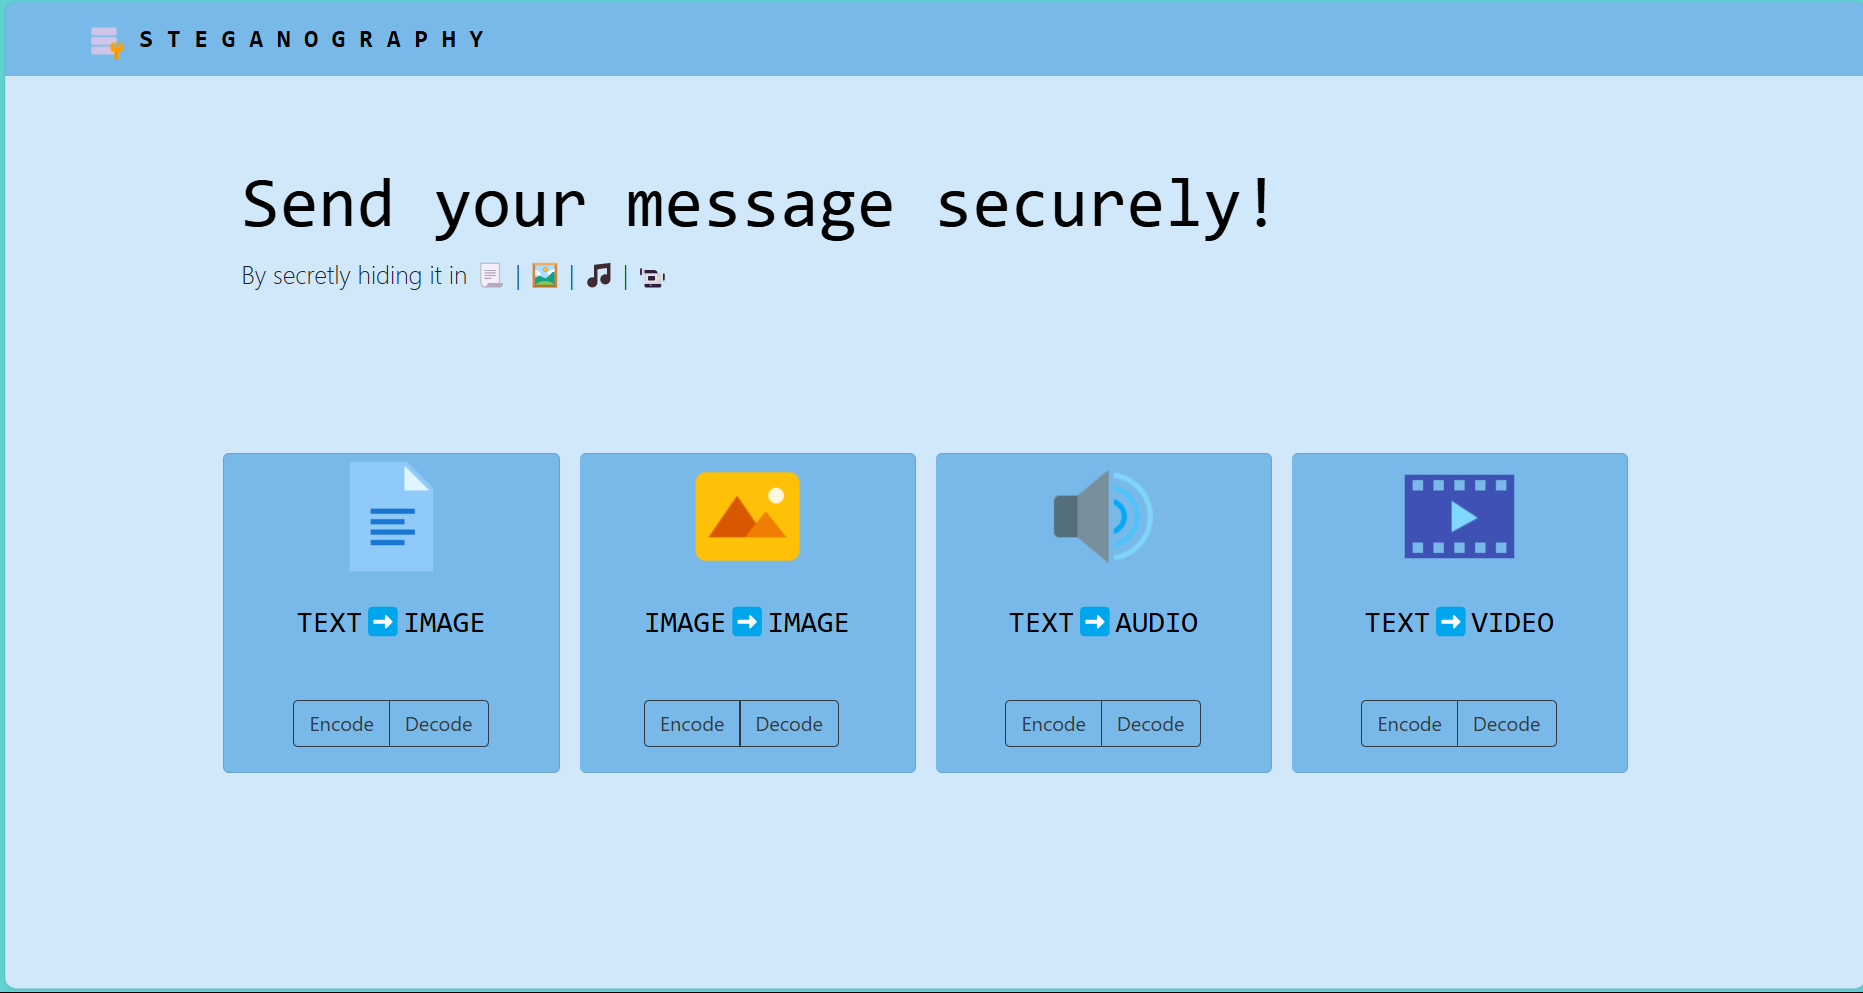 STEGANOGRAPHY
Send your message securely!
By secretly hiding it in 📃 | 🖼️ | 🎵 | 📹
TEXT➡️IMAGE
Encode Decode
IMAGE➡️IMAGE
Encode Decode
TEXT➡️AUDIO
Encode Decode
TEXT➡️VIDEO
Encode Decode